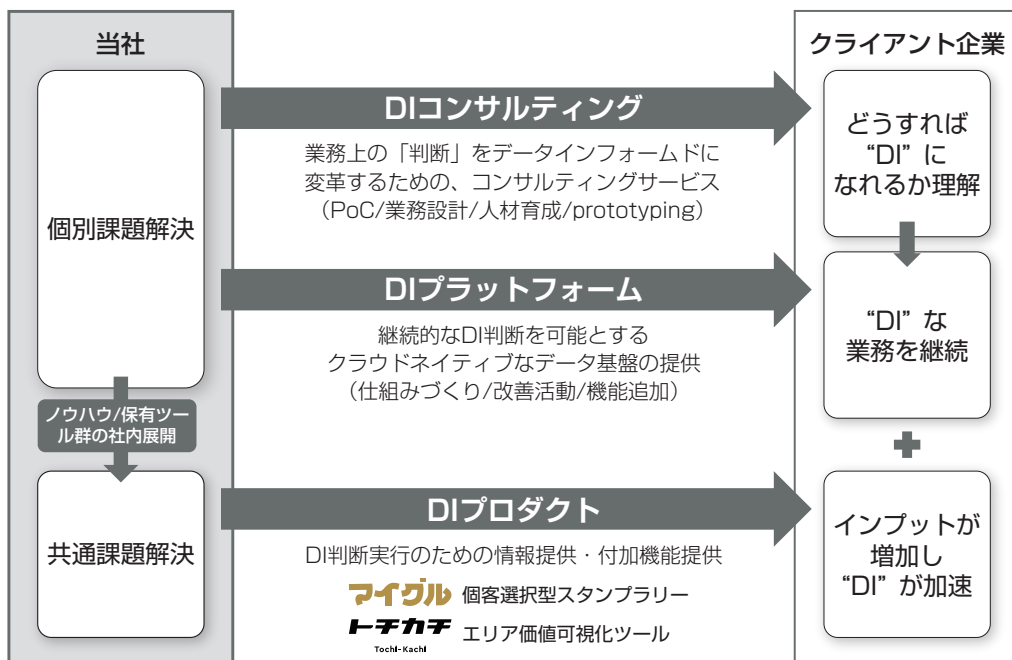 当社
個別課題解決
ノウハウ/保有ツー
ル群の社内展開
共通課題解決
DIコンサルティング
業務上の「判断」をデータインフォームドに
変革するための、コンサルティングサービス
（PoC/業務設計/人材育成/prototyping）
DIプラットフォーム
継続的なDI判断を可能とする
クラウドネイティブなデータ基盤の提供
（仕組みづくり/改善活動/機能追加）
DIプロダクト
DI判断実行のための情報提供・付加機能提供
マイグル 個客選択型スタンプラリー
トチカチ エリア価値可視化ツール
Tochi-Kachi
クライアント企業
どうすれば
“DI”に
なれるか理解
“DI”な
業務を継続
インプットが
増加し
“DI”が加速